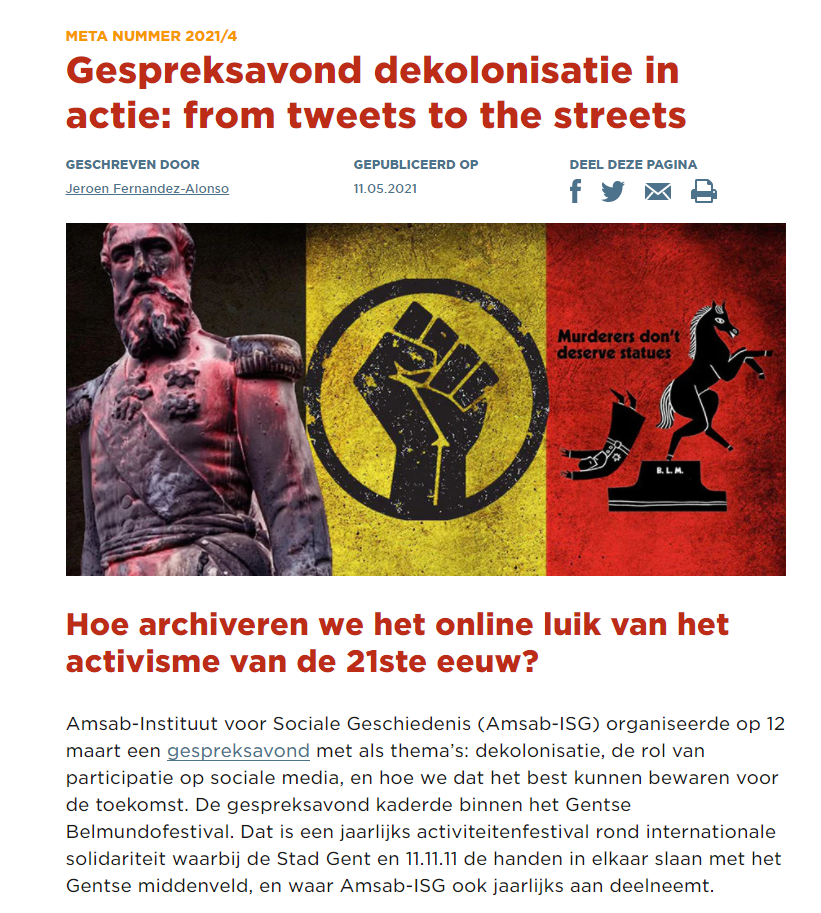 META NUMMER 2021/4
Gespreksavond dekolonisatie in
actie: from tweets to the streets
GESCHREVEN DOOR
Jeroen Fernandez-Alonso
GEPUBLICEERD OP
11.05.2021
DEEL DEZE PAGINA
Murderers don't
deserve statues
B.L.M.
Hoe archiveren we het online luik van het
activisme van de 21ste eeuw?
Amsab-Instituut voor Sociale Geschiedenis (Amsab-ISG) organiseerde op 12
maart een gespreksavond met als thema's: dekolonisatie, de rol van
participatie op sociale media, en hoe we dat het best kunnen bewaren voor
de toekomst. De gespreksavond kaderde binnen het Gentse
Belmundofestival. Dat is een jaarlijks activiteitenfestival rond internationale
solidariteit waarbij de Stad Gent en 11.11.11 de handen in elkaar slaan met het
Gentse middenveld, en waar Amsab-ISG ook jaarlijks aan deelneemt.